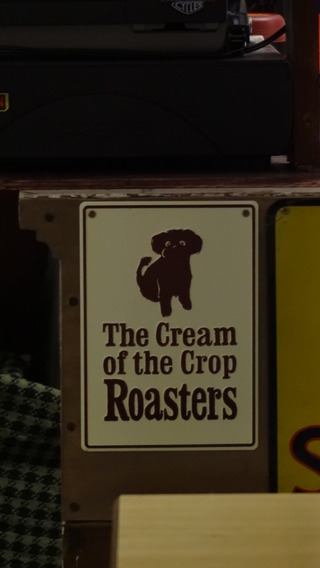 The Cream
of the Crop
Roasters